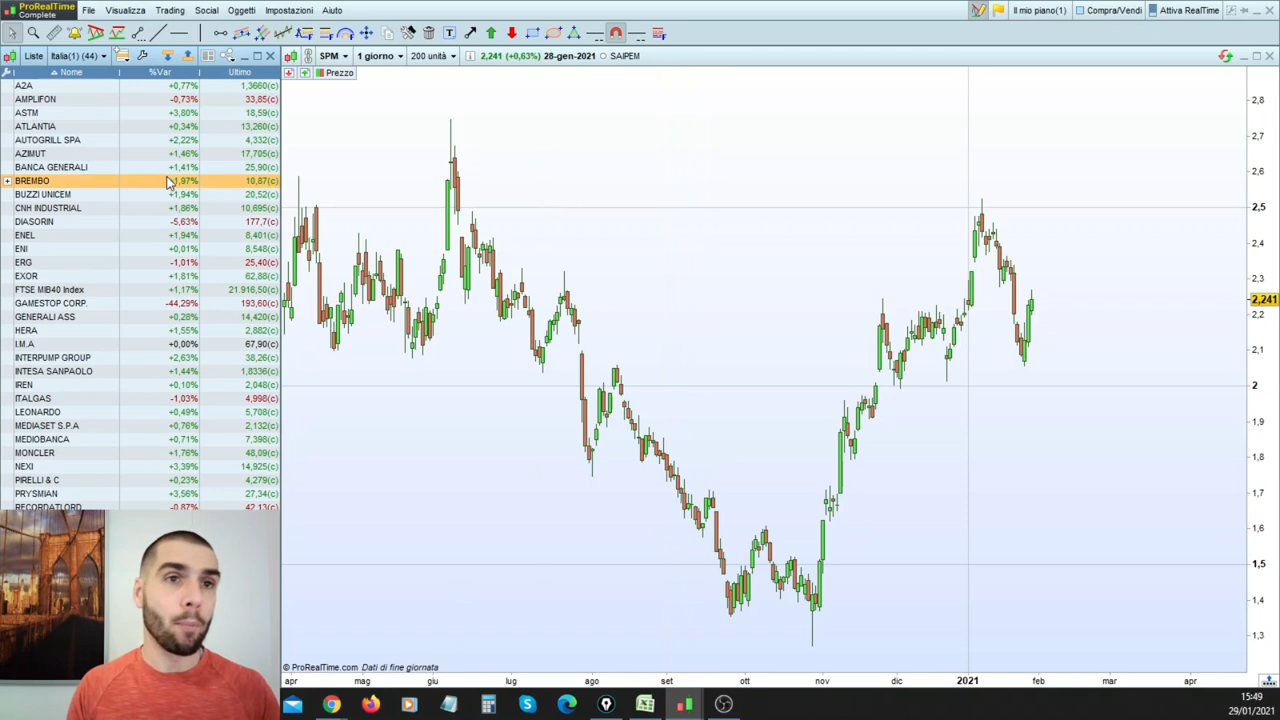 ProRealTime
Complete
File Visualizza Trading Social Oggetti Impostazioni Aiuto
Il mio piano(1) Compra/Vendi Attiva RealTime
Liste Italia(1) (44)
SPM 1 giorno 200 unità 2,241 (+0,63%) 28-gen-2021 SAIPEM
Nome %Var Ultimo
Prezzo
A2A +0,77% 1,3660(c)
AMPLIFON -0,73% 33,85(c)
ASTM +3,80% 18,59(c)
ATLANTIA +0,34% 13,260(c)
AUTOGRILL SPA +2,22% 4,332(c)
AZIMUT +1,46% 17,705(c)
BANCA GENERALI +1,41% 25,90(c)
BREMBO 1,97% 10,87(c)
BUZZI UNICEM +1,94% 20,52(c)
CNH INDUSTRIAL +1,86% 10,695(c)
DIASORIN -5,63% 177,7(c)
ENEL +1,94% 8,401(c)
ENI +0,01% 8,548(c)
ERG -1,01% 25,40(c)
EXOR +1,81% 62,88(c)
FTSE MIB40 Index +1,17% 21.916,50(c)
GAMESTOP CORP. -44,29% 193,60(c)
GENERALI ASS +0,28% 14,420(c)
HERA +1,55% 2,882(c)
I.M.A +0,00% 67,90(c)
INTERPUMP GROUP +2,63% 38,26(c)
INTESA SANPAOLO +1,44% 1,8336(c)
IREN +0,10% 2,048(c)
ITALGAS -1,03% 4,998(c)
LEONARDO +0,49% 5,708(c)
MEDIASET S.P.A +0,76% 2,132(c)
MEDIOBANCA +0,71% 7,398(c)
MONCLER +1,76% 48,09(c)
NEXI +3,39% 14,925(c)
PIRELLI & C +0,23% 4,279(c)
PRYSMIAN +3,56% 27,34(c)
RECORDATI ORD -0,87% 42,13(c)
2,8
2,7
2,6
2,5
2,4
2,3
2,241
2,2
2,1
2
1,9
1,8
1,7
1,6
1,5
1,4
1,3
© ProRealTime.com Dati di fine giornata
apr mag giu lug ago set ott nov dic 2021 feb mar apr
15:49
29/01/2021